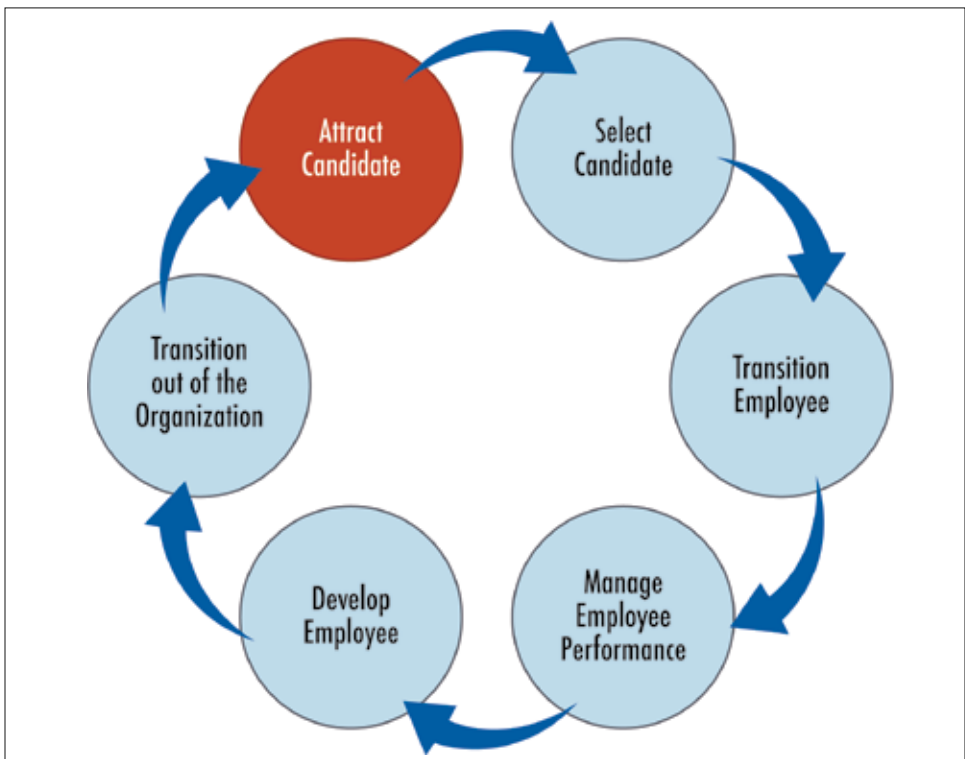 Attract
Candidate
Select
Candidate
Transition
Employee
Manage
Employee
Performance
Develop
Employee
Transition
out of the
Organization